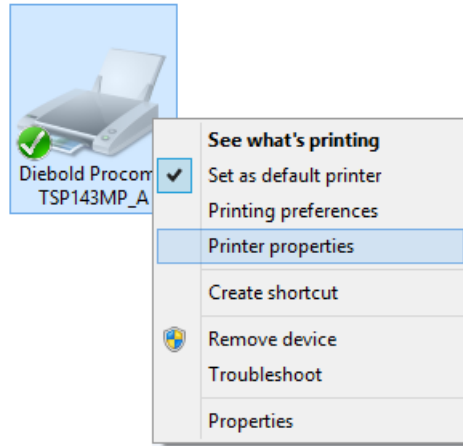 Diebold Procom
TSP143MP_A
See what's printing
Set as default printer
Printing preferences
Printer properties
Create shortcut
Remove device
Troubleshoot
Properties